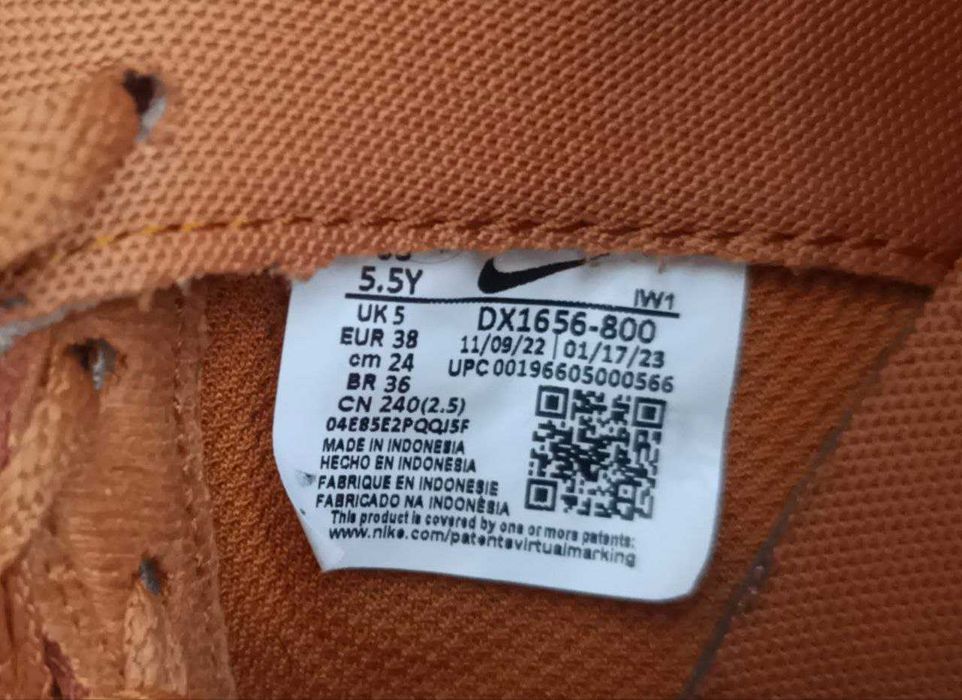 5.5Y
IW1
UK 5
DX1656-800
EUR 38
11/09/22 | 01/17/23
cm 24
UPC 00196605000566
BR 36
CN 240(2.5)
04E85E2PQQJ5F
MADE IN INDONESIA
HECHO EN INDONESIA
FABRIQUE EN INDONESIE
FABRICADO NA INDONÉSIA
This product is covered by one or more patents:
www.nike.com/patentsvirtualmarking